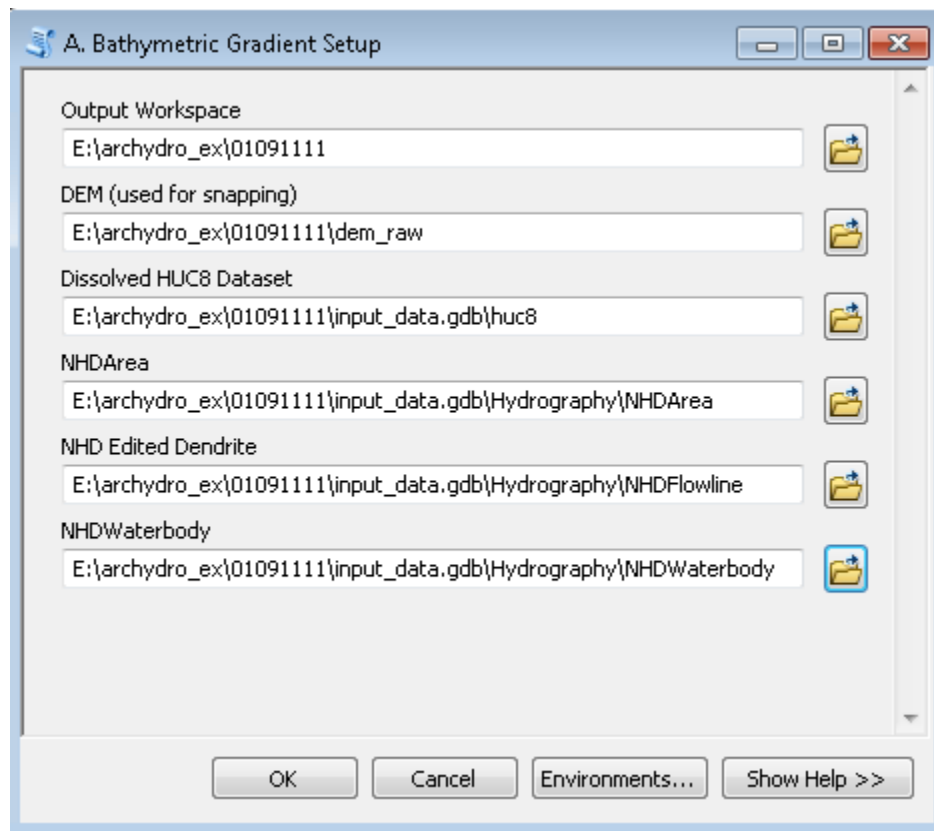 A. Bathymetric Gradient Setup
Output Workspace
E:\archydro_ex\01091111
DEM (used for snapping)
E:\archydro_ex\01091111\dem_raw
Dissolved HUC8 Dataset
E:\archydro_ex\01091111\input_data.gdb\huc8
NHDArea
E:\archydro_ex\01091111\input_data.gdb\Hydrography\NHDArea
NHD Edited Dendrite
E:\archydro_ex\01091111\input_data.gdb\Hydrography\NHDFlowline
NHDWaterbody
E:\archydro_ex\01091111\input_data.gdb\Hydrography\NHDWaterbody
OK Cancel Environments... Show Help >>